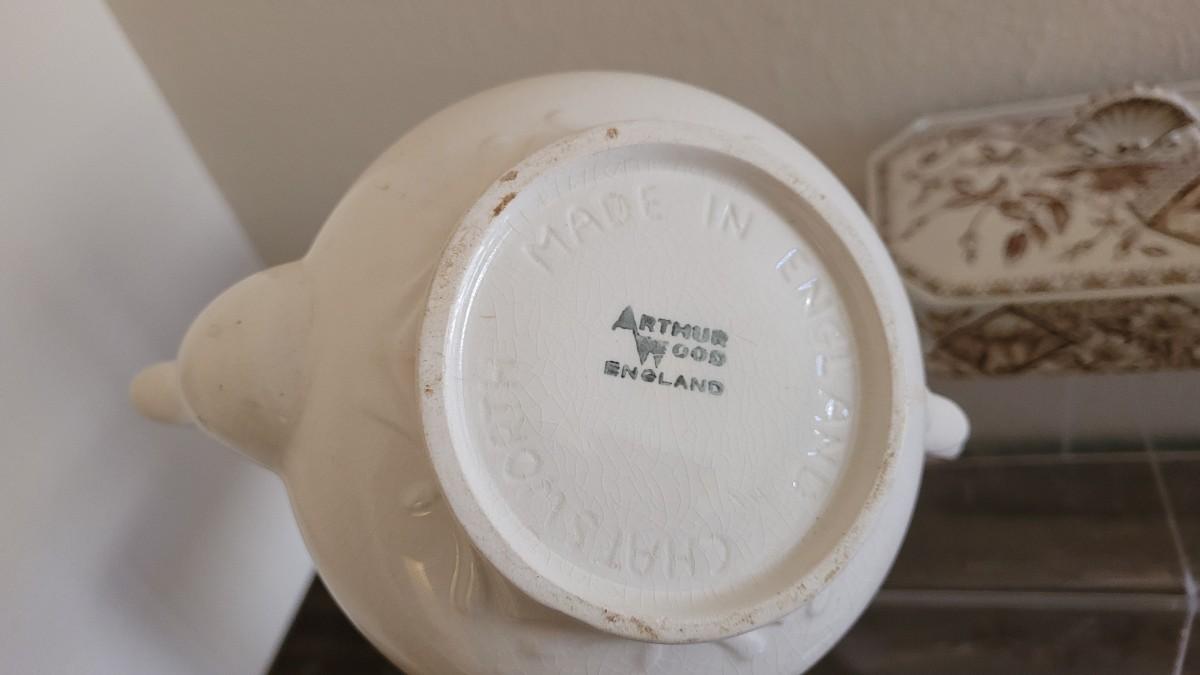 MADE IN ENGLAND
ARTHUR
WOOD
ENGLAND
CHATSWORTH